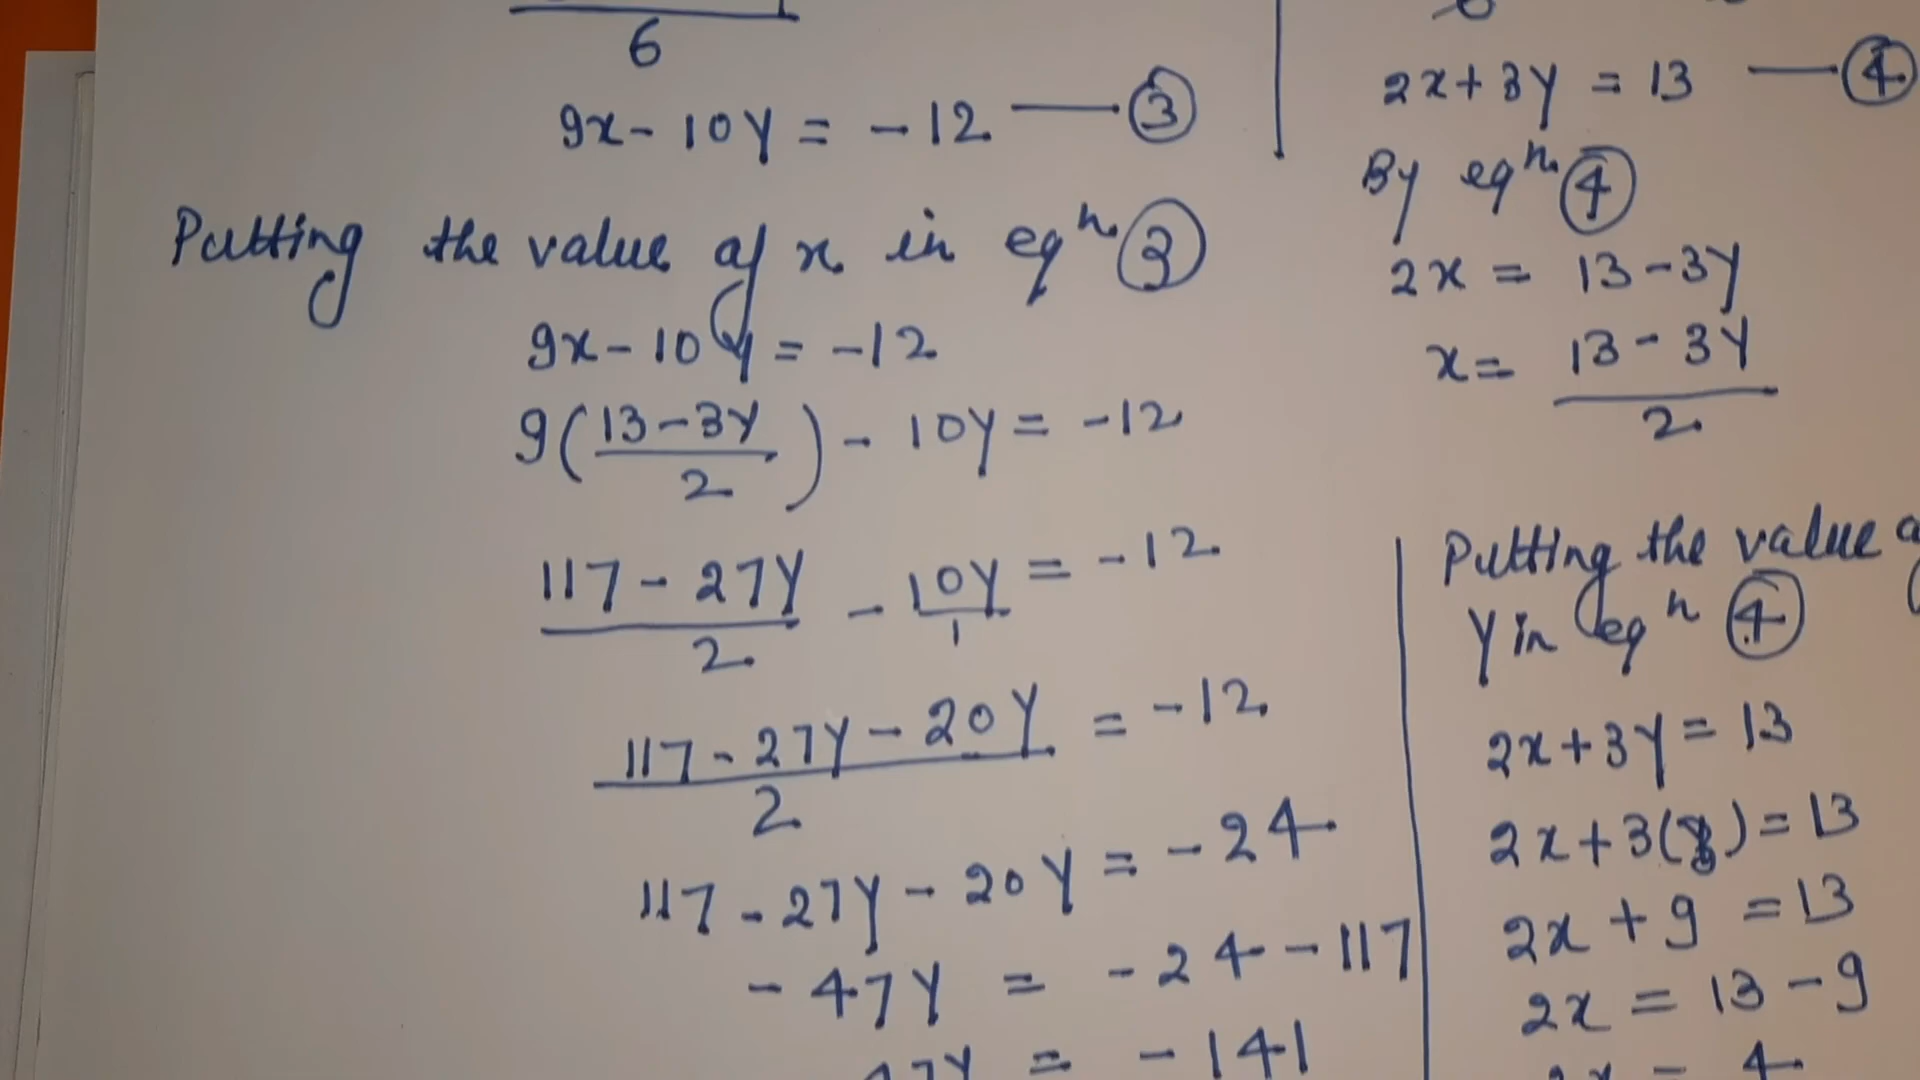 6
9x - 10y = -12 — ③
Putting the value of x in eqⁿ ③
9x - 10y = -12
9(13-3y/2) - 10y = -12
117 - 27y/2 - 10y/1 = -12
117 - 27y - 20y/2 = -12
117 - 27y - 20y = -24
-47y = -24 - 117
47y = -141
2x + 3y = 13 — ④
By eqⁿ ④
2x = 13 - 3y
x = 13 - 3y/2
Putting the value
y in eqⁿ ④
2x + 3y = 13
2x + 3(3) = 13
2x + 9 = 13
2x = 13 - 9
2x = 4